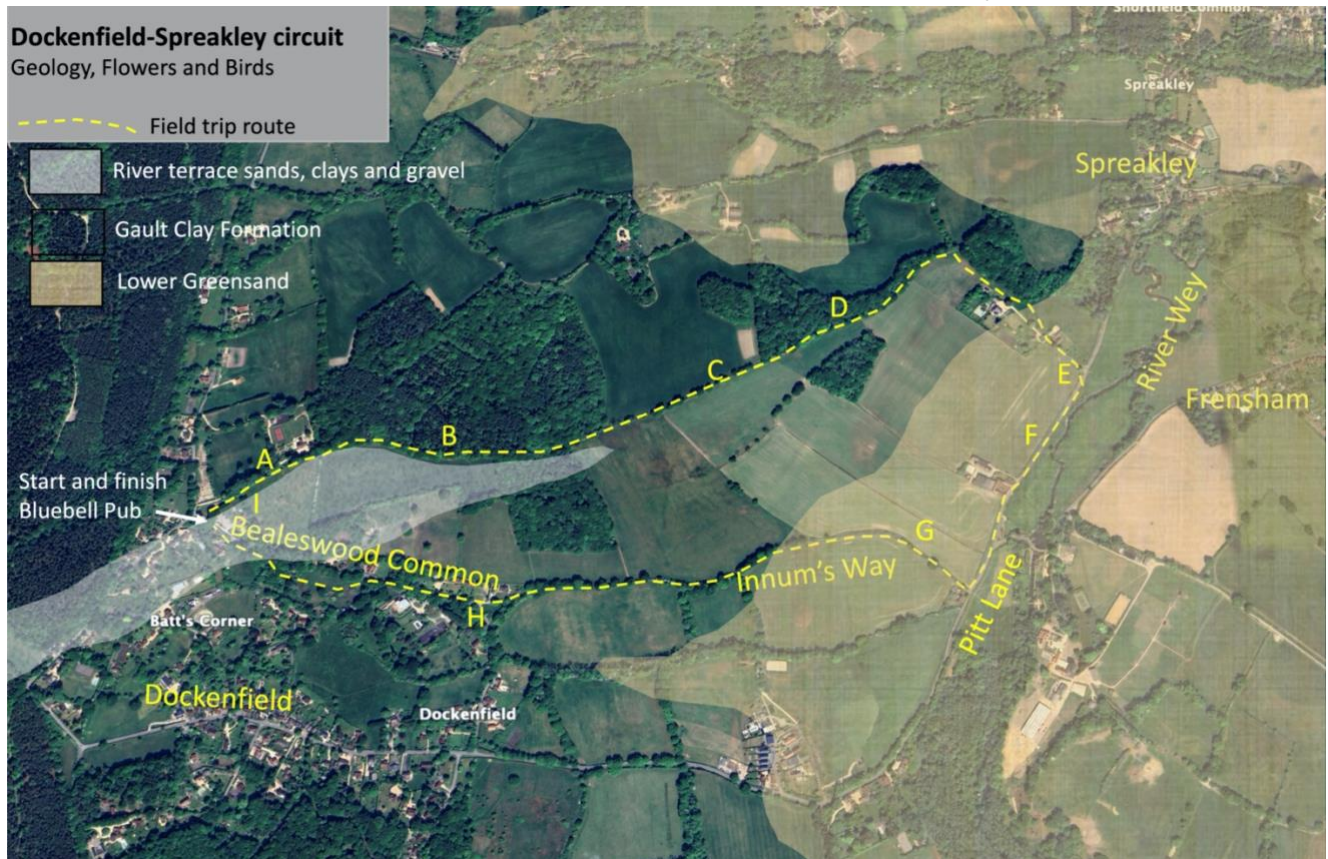 Dockenfield-Spreakley circuit
Geology, Flowers and Birds
Field trip route
River terrace sands, clays and gravel
Gault Clay Formation
Lower Greensand
Shortfield Common
Spreakley
Spreakley
River Wey
Frensham
D
C
E
B
F
A
Start and finish
Bluebell Pub
I
Bealeswood Common
G
Innum's Way
H
Pitt Lane
Batt's Corner
Dockenfield
Dockenfield